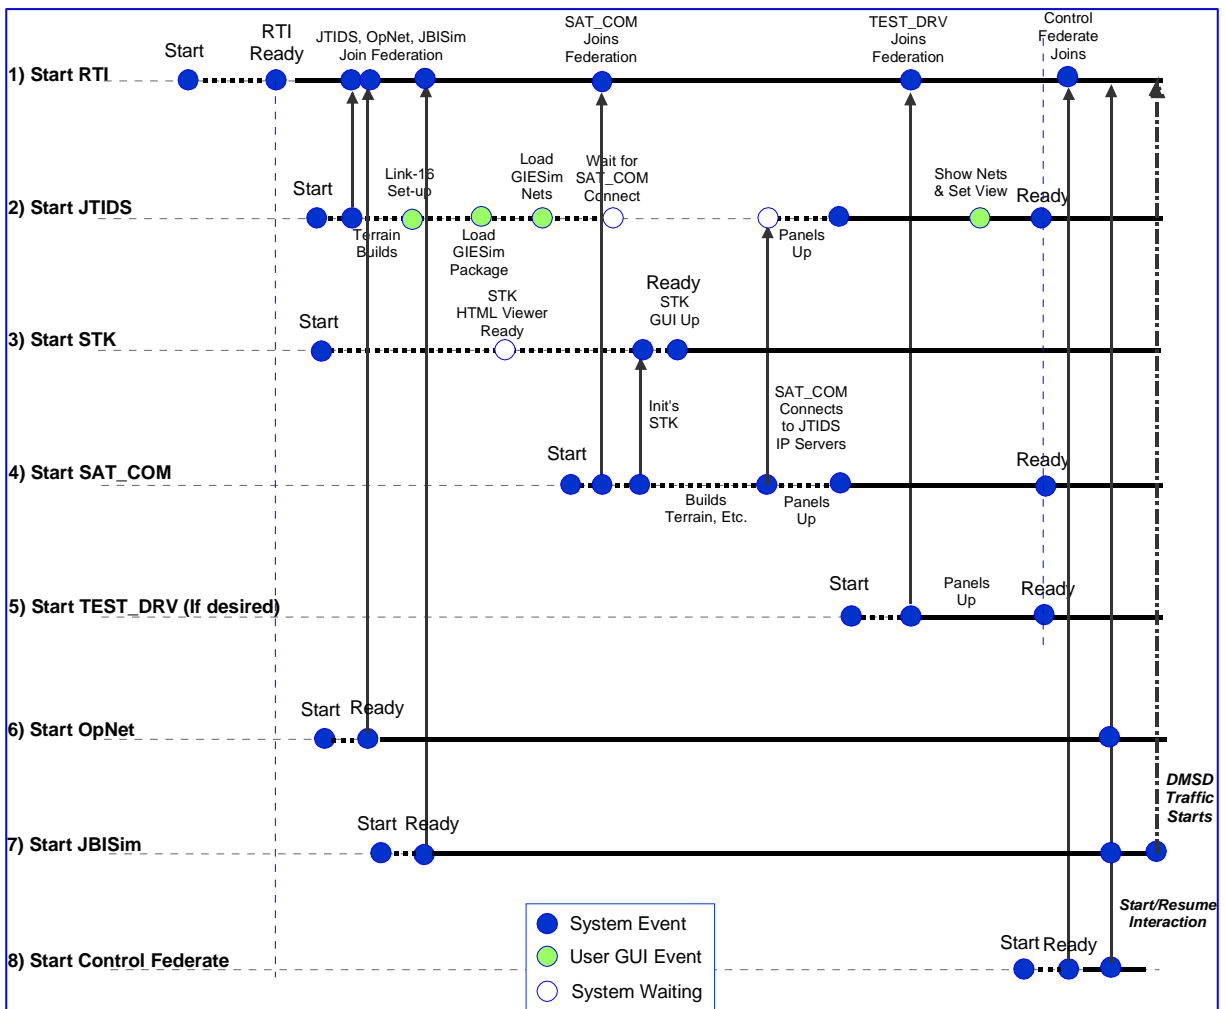 Start
RTI
Ready
JTIDS, OpNet, JBISim
Join Federation
SAT_COM
Joins
Federation
TEST_DRV
Joins
Federation
Control
Federate
Joins
1) Start RTI
Start
Link-16
Set-up
Load
GIESim
Nets
Wait for
SAT_COM
Connect
Show Nets
& Set View
Ready
2) Start JTIDS
Terrain
Builds
Load
GIESim
Package
Panels
Up
Start
STK
HTML Viewer
Ready
Ready
STK
GUI Up
3) Start STK
Init's
STK
SAT_COM
Connects
to JTIDS
IP Servers
Start
Ready
4) Start SAT_COM
Builds
Terrain, Etc.
Panels
Up
Start
Panels
Up
Ready
5) Start TEST_DRV (If desired)
Start
Ready
6) Start OpNet
DMSD
Traffic
Starts
Start
Ready
7) Start JBISim
Start/Resume
Interaction
Start
Ready
8) Start Control Federate
System Event
User GUI Event
System Waiting